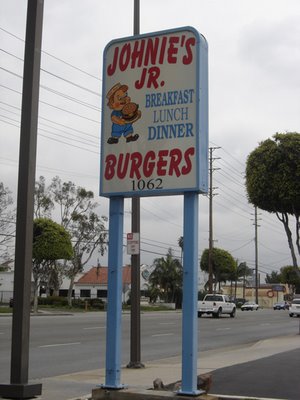 JOHNIE'S
JR.
BREAKFAST
LUNCH
DINNER
BURGERS
1062